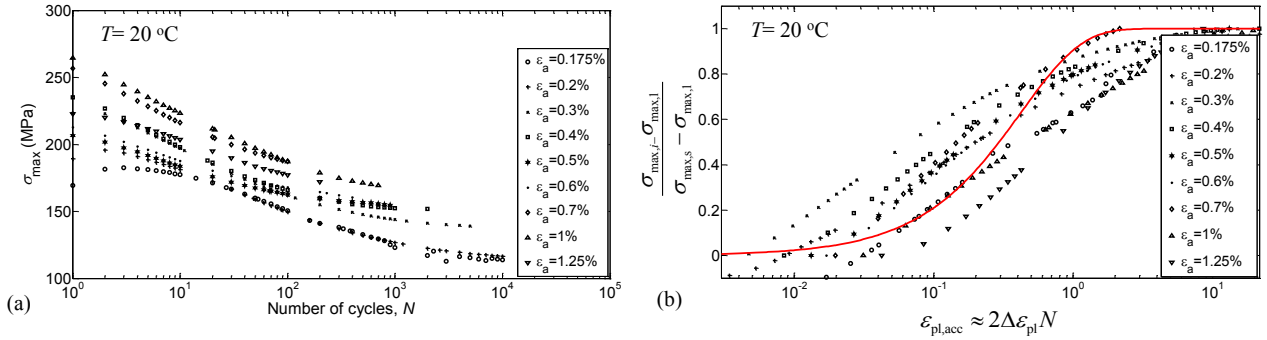 T= 20 °C
250
200
150
100
σmax (MPa)
10^0
10^1
10^2
10^3
10^4
10^5
Number of cycles, N
εa=0.175%
εa=0.2%
εa=0.3%
εa=0.4%
εa=0.5%
εa=0.6%
εa=0.7%
εa=1%
εa=1.25%
(a)
T= 20 °C
1
0.8
0.6
0.4
0.2
0
σmax,i− σmax,1
σmax,s − σmax,1
10^-2
10^-1
10^0
10^1
εpl,acc ≈ 2Δεpl N
εa=0.175%
εa=0.2%
εa=0.3%
εa=0.4%
εa=0.5%
εa=0.6%
εa=0.7%
εa=1%
εa=1.25%
(b)